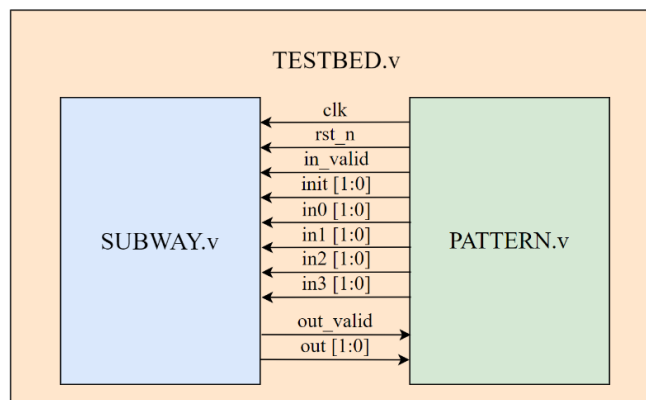 TESTBED.v
SUBWAY.v
clk
rst_n
in_valid
init [1:0]
in0 [1:0]
in1 [1:0]
in2 [1:0]
in3 [1:0]
out_valid
out [1:0]
PATTERN.v